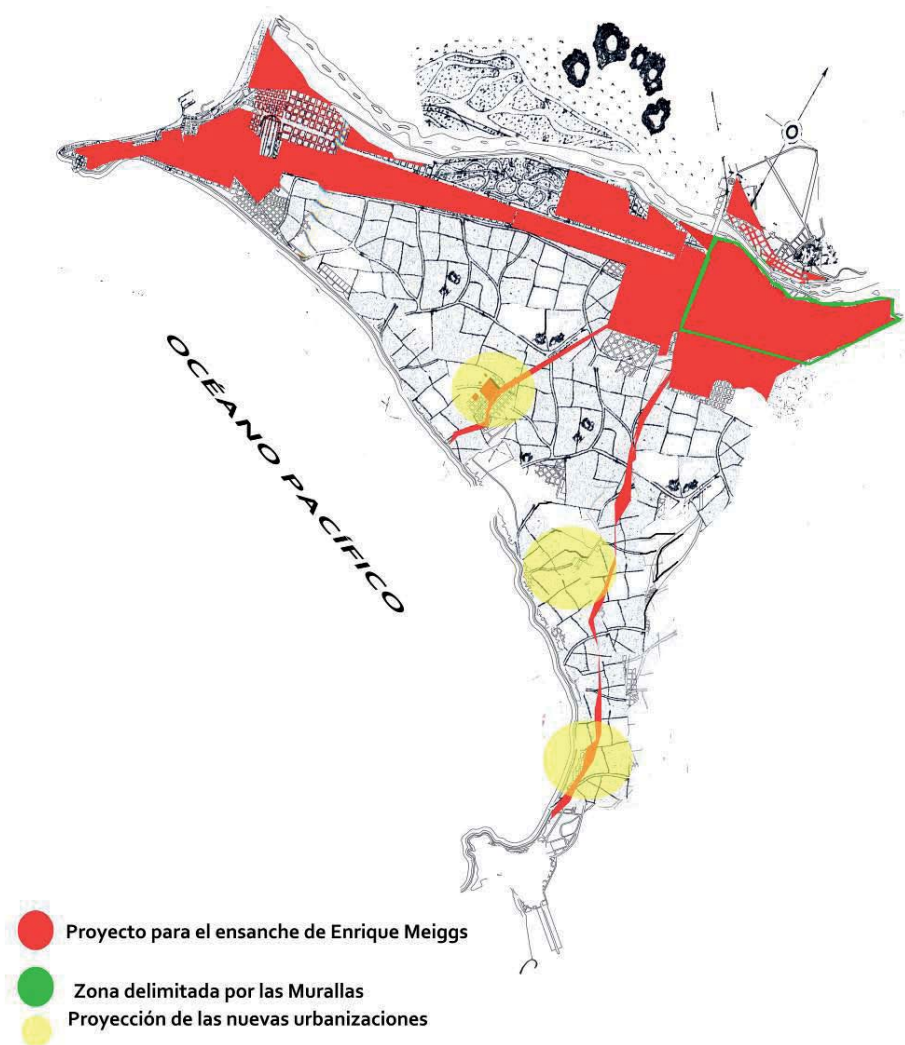 OCÉANO PACÍFICO
Proyecto para el ensanche de Enrique Meiggs
Zona delimitada por las Murallas
Proyección de las nuevas urbanizaciones